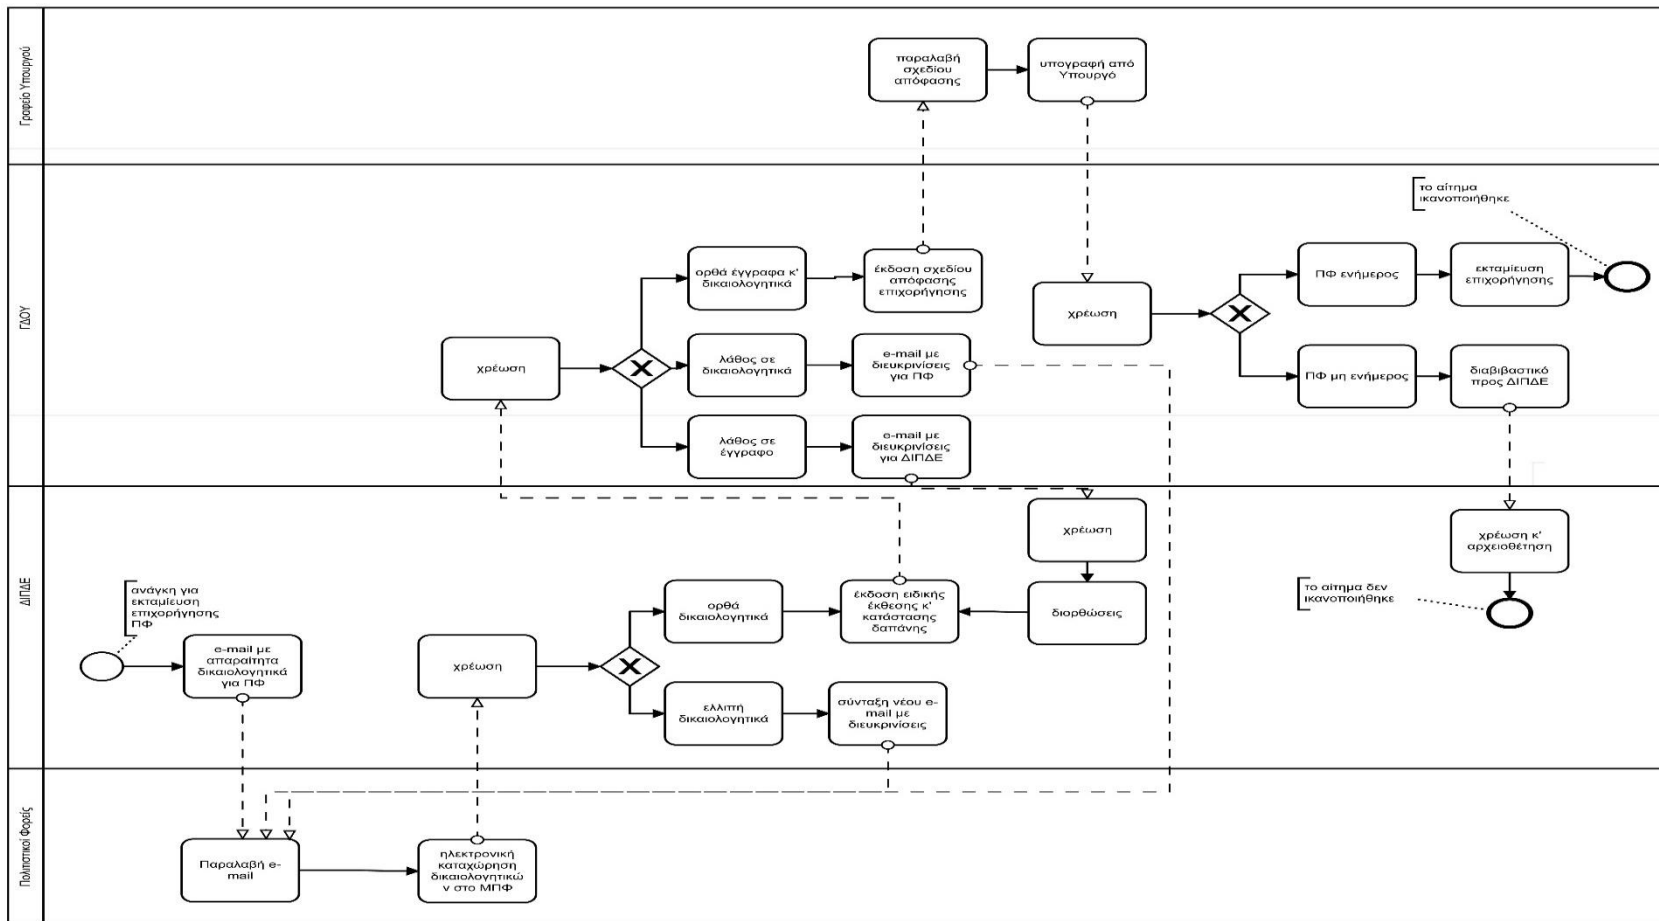 Γραφείο Υπουργού
παραλαβή
σχεδίου
απόφασης
υπογραφή από
Υπουργό
ΓΔΟΥ
το αίτημα
ικανοποιήθηκε
ορθά έγγραφα κ'
δικαιολογητικά
έκδοση σχεδίου
απόφασης
επιχορήγησης
χρέωση
ΠΦ ενήμερος
εκταμίευση
επιχορήγησης
χρέωση
λάθος σε
δικαιολογητικά
e-mail με
διευκρινίσεις
για ΠΦ
ΠΦ μη ενήμερος
διαβιβαστικό
προς ΔΙΠΔΕ
λάθος σε
έγγραφο
e-mail με
διευκρινίσεις
για ΔΙΠΔΕ
ΔΙΠΔΕ
χρέωση
χρέωση κ'
αρχειοθέτηση
ανάγκη για
εκταμίευση
επιχορήγησης
ΠΦ
ορθά
δικαιολογητικά
έκδοση ειδικής
έκθεσης κ'
κατάστασης
δαπάνης
διορθώσεις
το αίτημα δεν
ικανοποιήθηκε
e-mail με
απαραίτητα
δικαιολογητικά
για ΠΦ
χρέωση
ελλιπή
δικαιολογητικά
σύνταξη νέου e-
mail με
διευκρινίσεις
Πολιτιστικοί Φορείς
Παραλαβή e-
mail
ηλεκτρονική
καταχώρηση
δικαιολογητικώ
ν στο ΜΠΦ